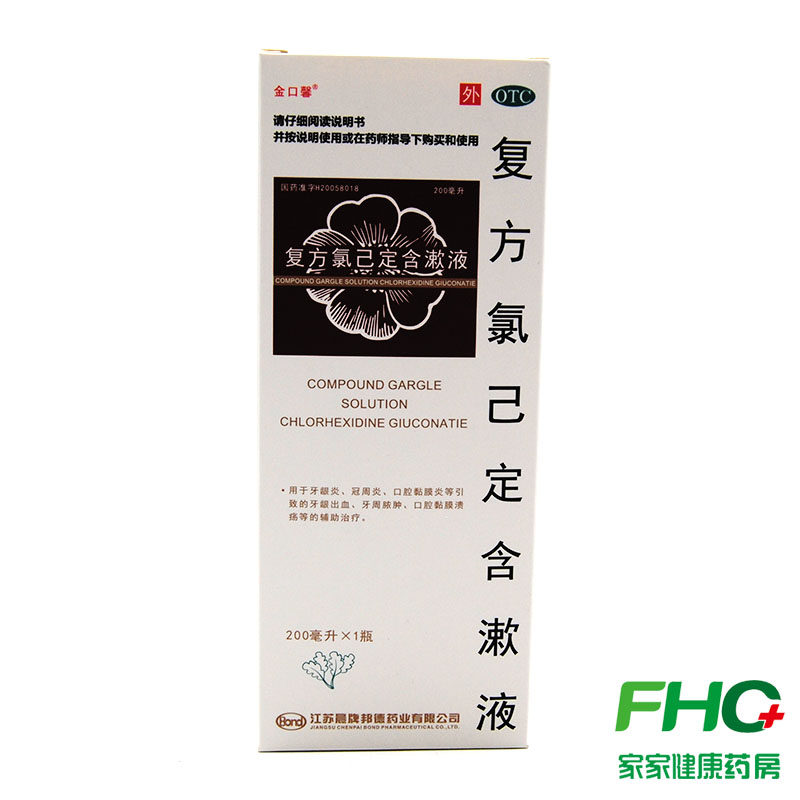 金口馨®
外 OTC
请仔细阅读说明书
并按说明使用或在药师指导下购买和使用
国药准字H20058018 200毫升
复方氯己定含漱液
COMPOUND GARGLE SOLUTION CHLORHEXIDINE GIUCONATIE
COMPOUND GARGLE
SOLUTION
CHLORHEXIDINE GIUCONATIE
·用于牙龈炎、冠周炎、口腔黏膜炎等引
致的牙龈出血、牙周脓肿、口腔黏膜溃
疡等的辅助治疗。
200毫升×1瓶
Bond 江苏晨牌邦德药业有限公司
JIANGSU CHENPAI BOND PHARMACEUTICAL CO.,LTD.
复方氯己定含漱液
FHC
家家健康药房